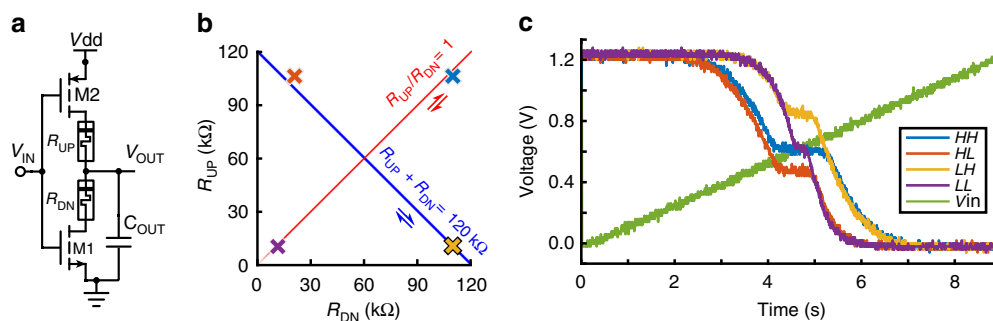 a
Vdd
M2
R_UP
V_IN
V_OUT
R_DN
C_OUT
M1
b
120
90
60
30
0
R_UP (kΩ)
R_UP/R_DN = 1
R_UP + R_DN = 120 kΩ
0 30 60 90 120
R_DN (kΩ)
c
1.2
0.8
0.4
0.0
Voltage (V)
HH
HL
LH
LL
Vin
0 2 4 6 8
Time (s)